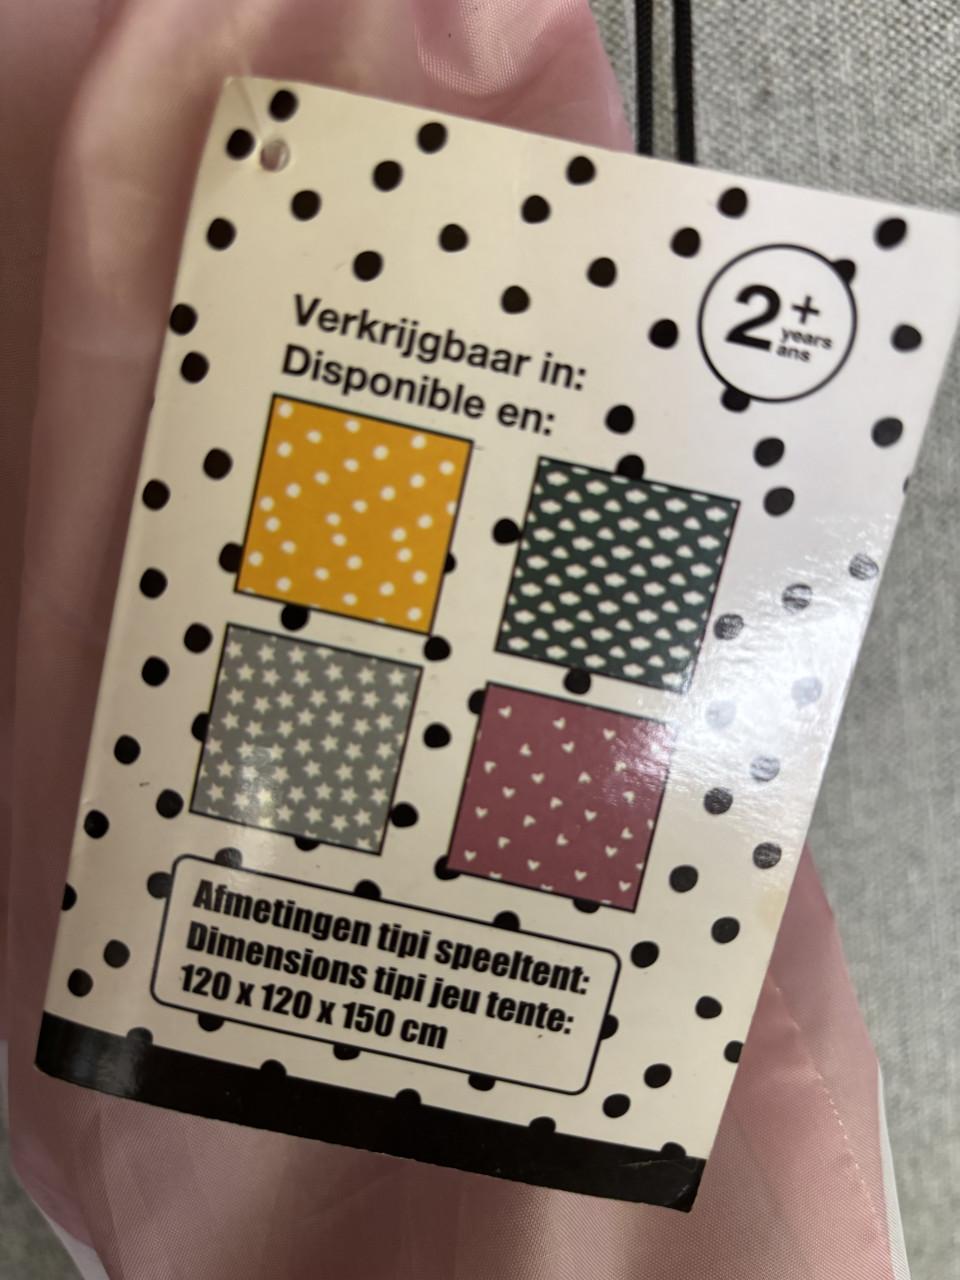 2+
years
ans
Verkrijgbaar in:
Disponible en:
Afmetingen tipi speeltent:
Dimensions tipi jeu tente:
120 x 120 x 150 cm